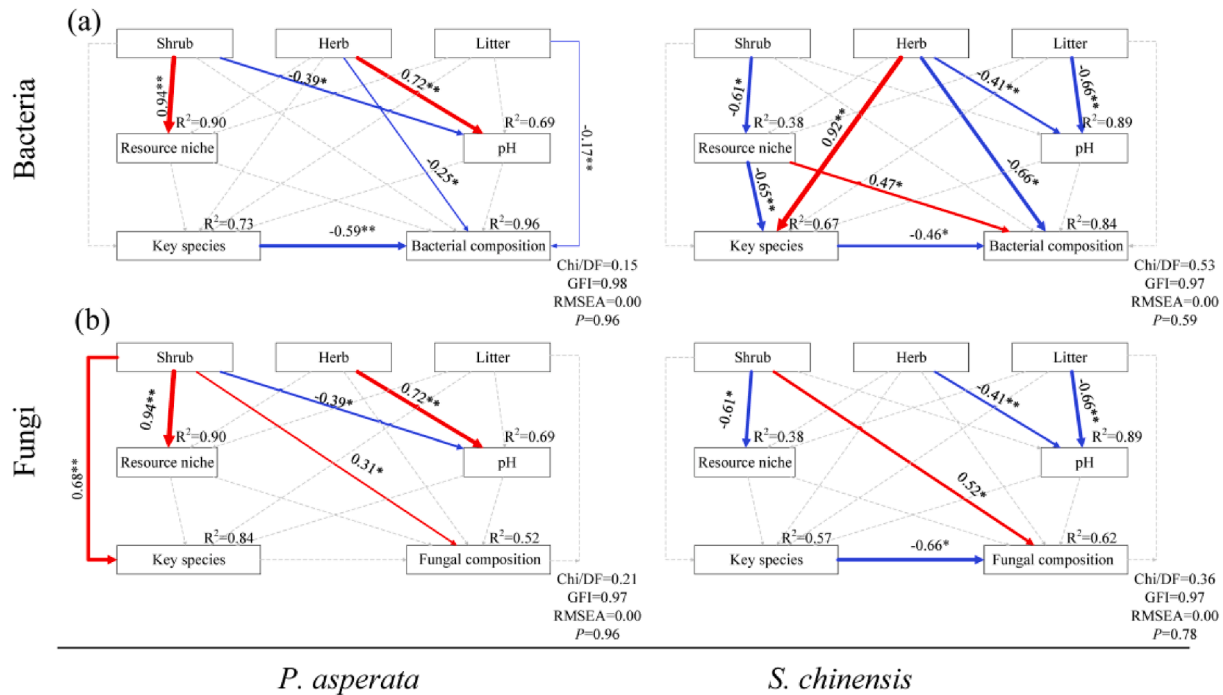 (a)
Bacteria
Shrub
Herb
Litter
0.94**
-0.39*
0.72**
-0.17**
R²=0.90
R²=0.69
Resource niche
pH
-0.25*
R²=0.73
R²=0.96
Key species
-0.59**
Bacterial composition
Chi/DF=0.15
GFI=0.98
RMSEA=0.00
P=0.96
Shrub
Herb
Litter
-0.61*
0.92**
-0.41**
-0.66**
R²=0.38
R²=0.89
Resource niche
pH
-0.65**
0.47*
-0.66*
R²=0.67
R²=0.84
Key species
-0.46*
Bacterial composition
Chi/DF=0.53
GFI=0.97
RMSEA=0.00
P=0.59
(b)
Fungi
Shrub
Herb
Litter
0.68**
0.94**
-0.39*
0.72**
R²=0.90
R²=0.69
Resource niche
pH
0.31*
R²=0.84
R²=0.52
Key species
Fungal composition
Chi/DF=0.21
GFI=0.97
RMSEA=0.00
P=0.96
Shrub
Herb
Litter
-0.61*
-0.41**
-0.66**
R²=0.38
R²=0.89
Resource niche
pH
0.52*
R²=0.57
R²=0.62
Key species
-0.66*
Fungal composition
Chi/DF=0.36
GFI=0.97
RMSEA=0.00
P=0.78
P. asperata
S. chinensis